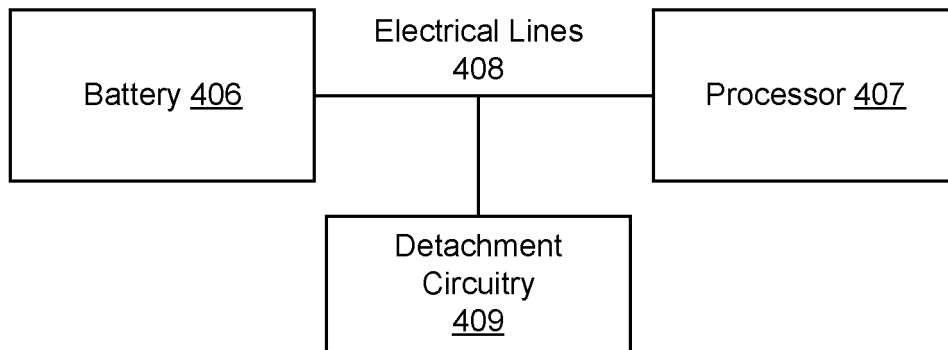 Electrical Lines
408
Battery 406
Processor 407
Detachment
Circuitry
409